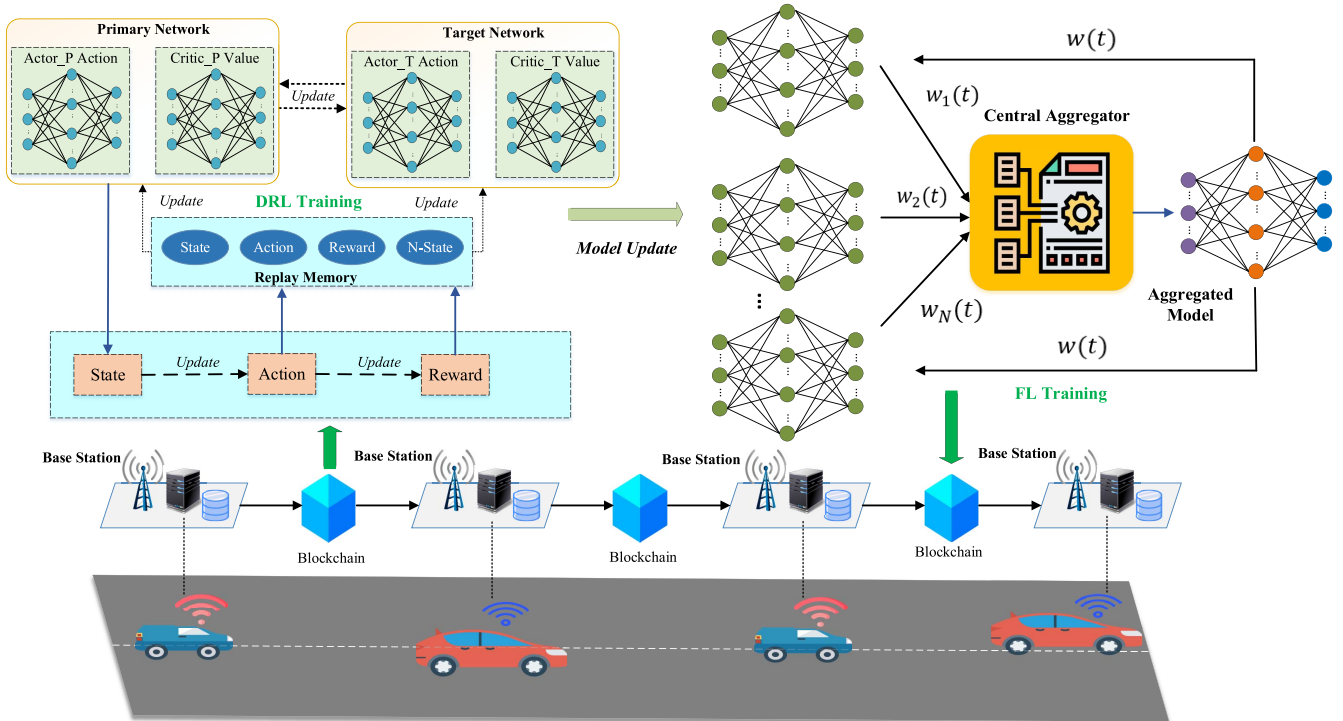 Primary Network
Actor_P Action
Critic_P Value
Update
Target Network
Actor_T Action
Critic_T Value
Update
DRL Training
Update
State
Action
Reward
N-State
Replay Memory
State
Update
Action
Update
Reward
Model Update
w(t)
w₁(t)
Central Aggregator
w₂(t)
w_N(t)
Aggregated
Model
w(t)
FL Training
Base Station
Base Station
Base Station
Base Station
Blockchain
Blockchain
Blockchain